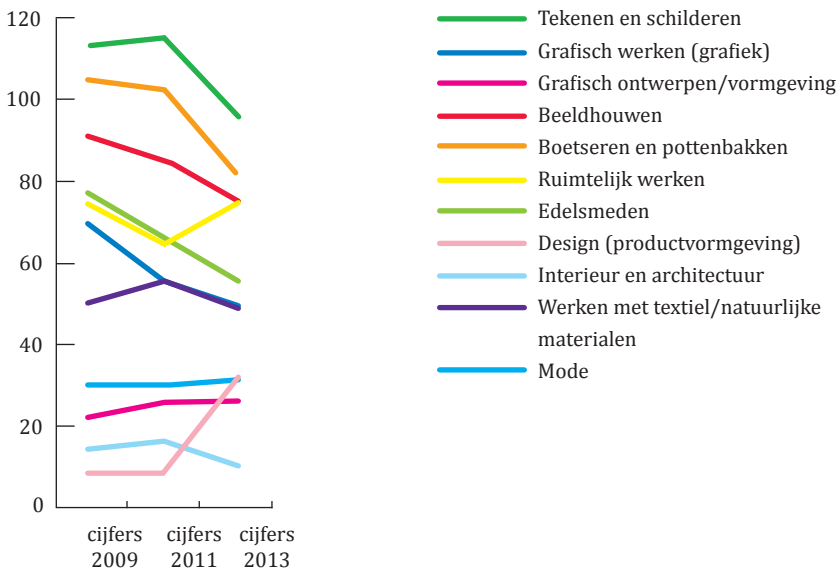 120
100
80
60
40
20
0
cijfers
2009
cijfers
2011
cijfers
2013
Tekenen en schilderen
Grafisch werken (grafiek)
Grafisch ontwerpen/vormgeving
Beeldhouwen
Boetseren en pottenbakken
Ruimtelijk werken
Edelsmeden
Design (productvormgeving)
Interieur en architectuur
Werken met textiel/natuurlijke
materialen
Mode